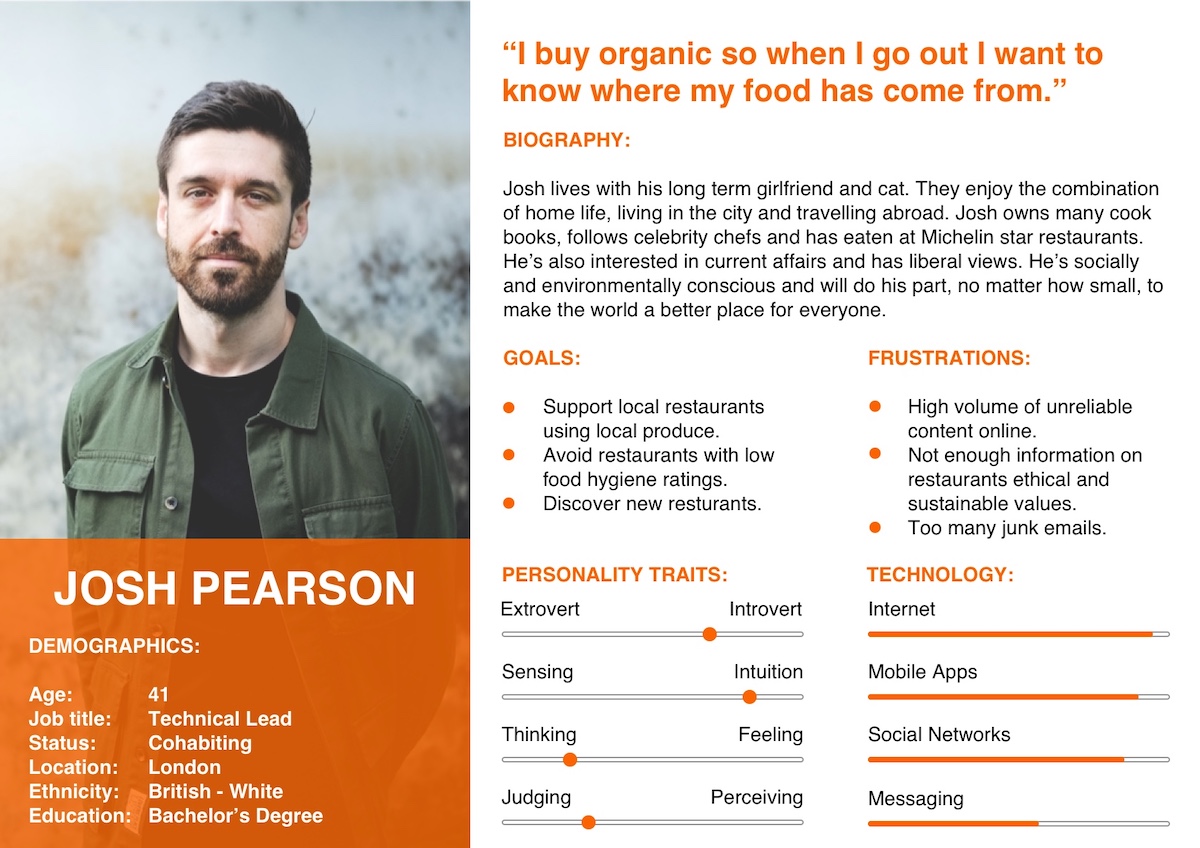 “I buy organic so when I go out I want to
know where my food has come from.”
BIOGRAPHY:
Josh lives with his long term girlfriend and cat. They enjoy the combination
of home life, living in the city and travelling abroad. Josh owns many cook
books, follows celebrity chefs and has eaten at Michelin star restaurants.
He’s also interested in current affairs and has liberal views. He’s socially
and environmentally conscious and will do his part, no matter how small, to
make the world a better place for everyone.
GOALS:
Support local restaurants
using local produce.
Avoid restaurants with low
food hygiene ratings.
Discover new resturants.
FRUSTRATIONS:
High volume of unreliable
content online.
Not enough information on
restaurants ethical and
sustainable values.
Too many junk emails.
JOSH PEARSON
DEMOGRAPHICS:
Age: 41
Job title: Technical Lead
Status: Cohabiting
Location: London
Ethnicity: British - White
Education: Bachelor’s Degree
PERSONALITY TRAITS:
Extrovert Introvert
Sensing Intuition
Thinking Feeling
Judging Perceiving
TECHNOLOGY:
Internet
Mobile Apps
Social Networks
Messaging